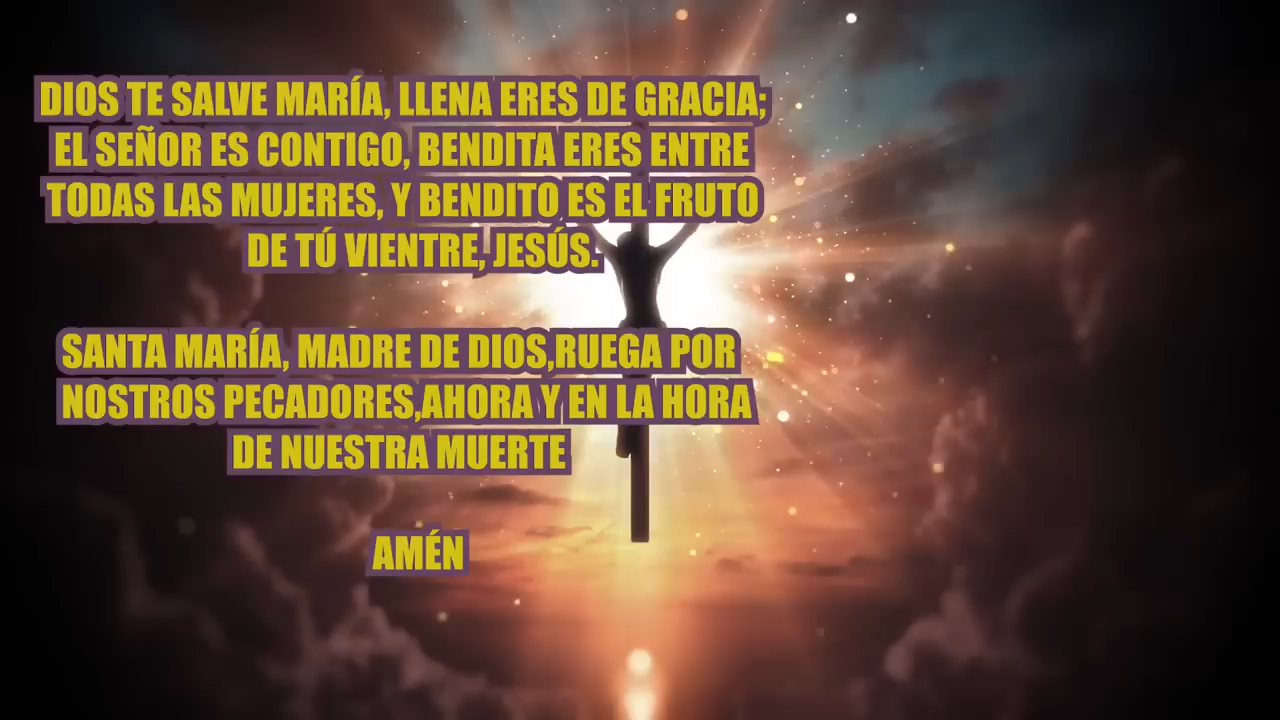 DIOS TE SALVE MARÍA, LLENA ERES DE GRACIA;
EL SEÑOR ES CONTIGO, BENDITA ERES ENTRE
TODAS LAS MUJERES, Y BENDITO ES EL FRUTO
DE TÚ VIENTRE, JESÚS.
SANTA MARÍA, MADRE DE DIOS,RUEGA POR
NOSTROS PECADORES,AHORA Y EN LA HORA
DE NUESTRA MUERTE
AMÉN